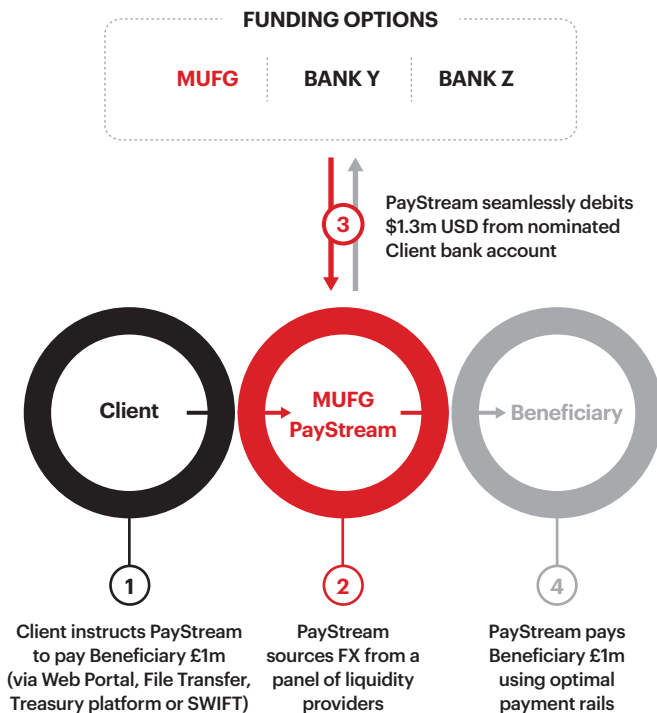 FUNDING OPTIONS
MUFG
BANK Y
BANK Z
3
PayStream seamlessly debits
$1.3m USD from nominated
Client bank account
Client
MUFG
PayStream
Beneficiary
1
Client instructs PayStream
to pay Beneficiary £1m
(via Web Portal, File Transfer,
Treasury platform or SWIFT)
2
PayStream
sources FX from a
panel of liquidity
providers
4
PayStream pays
Beneficiary £1m
using optimal
payment rails